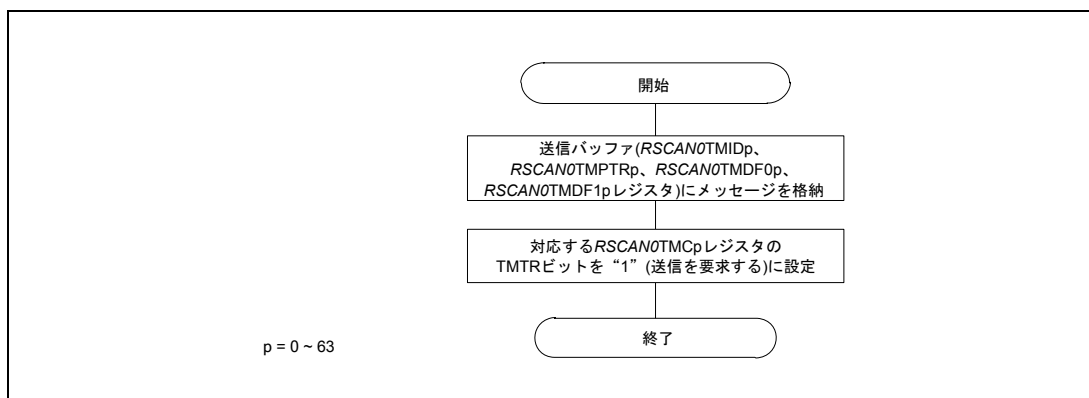 開始
送信バッファ(RSCAN0TMIDp、
RSCAN0TMPTRp、RSCAN0TMDF0p、
RSCAN0TMDF1pレジスタ)にメッセージを格納
対応するRSCAN0TMCpレジスタの
TMTRビットを“1”(送信を要求する)に設定
終了
p = 0 ~ 63